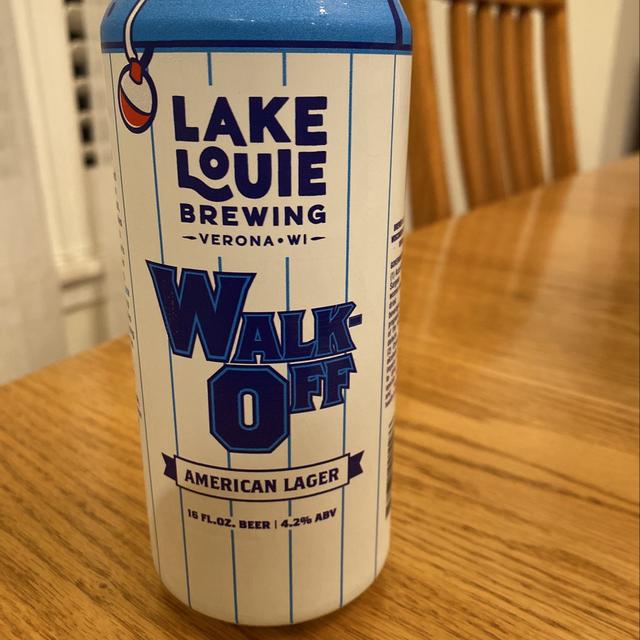 LAKE
LOUIE
BREWING
VERONA • WI
WALK-
OFF
AMERICAN LAGER
16 FL.OZ. BEER | 4.2% ABV